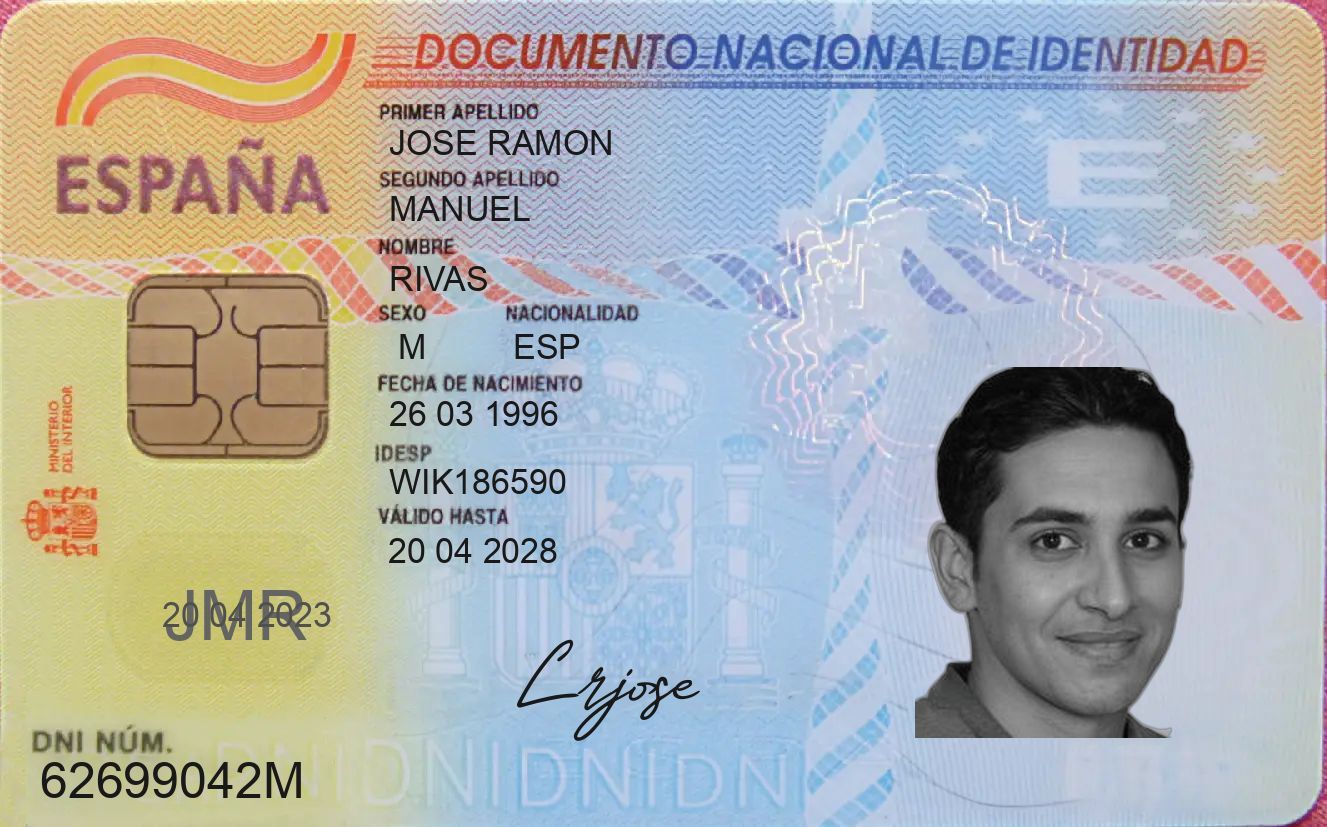 DOCUMENTO NACIONAL DE IDENTIDAD
ESPAÑA
PRIMER APELLIDO
JOSE RAMON
SEGUNDO APELLIDO
MANUEL
NOMBRE
RIVAS
SEXO NACIONALIDAD
M ESP
FECHA DE NACIMIENTO
26 03 1996
IDESP
WIK186590
VÁLIDO HASTA
20 04 2028
MINISTERIO
DEL INTERIOR
E
JMR
20 04 2023
Lrjose
DNI NÚM.
62699042M
DNIDNIDNIDNI